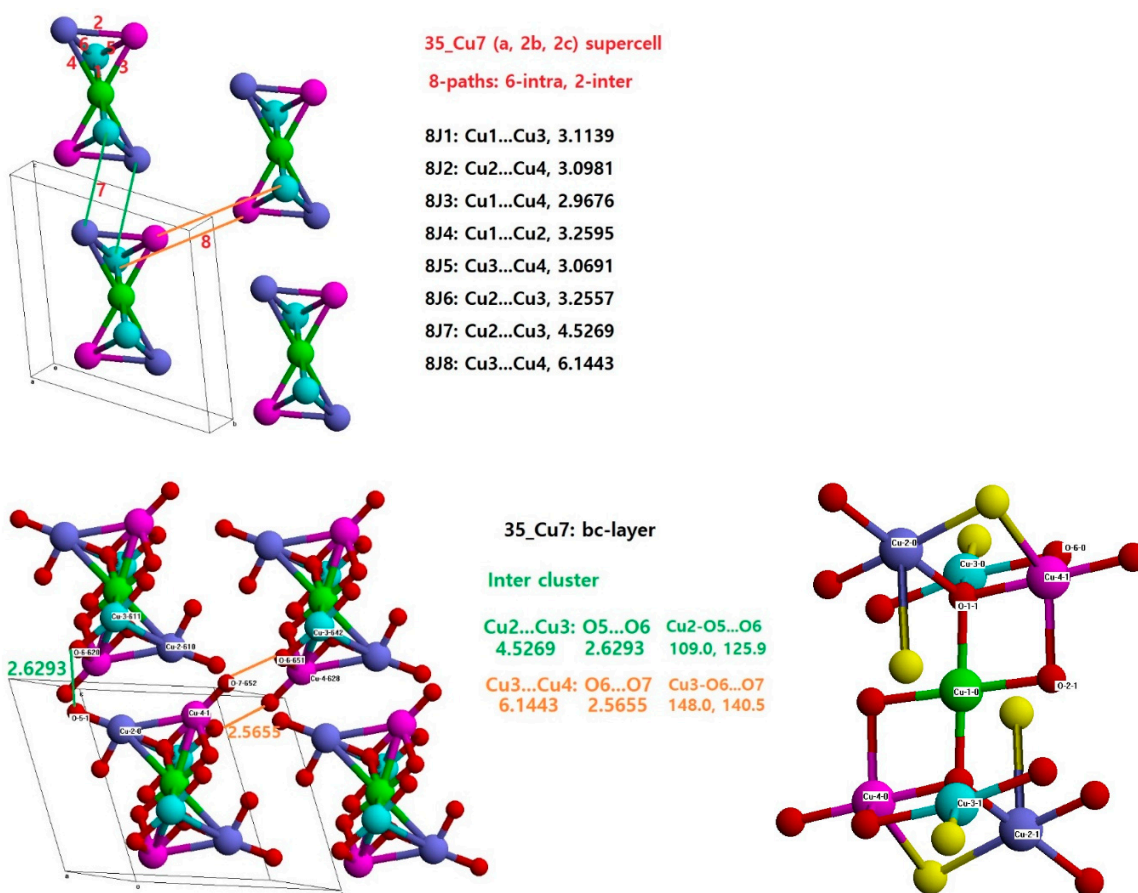 2
6
5
4
3
1
7
8
c
o
a
b
35_Cu7 (a, 2b, 2c) supercell
8-paths: 6-intra, 2-inter
8J1: Cu1...Cu3, 3.1139
8J2: Cu2...Cu4, 3.0981
8J3: Cu1...Cu4, 2.9676
8J4: Cu1...Cu2, 3.2595
8J5: Cu3...Cu4, 3.0691
8J6: Cu2...Cu3, 3.2557
8J7: Cu2...Cu3, 4.5269
8J8: Cu3...Cu4, 6.1443
Cu-3-611
Cu-3-642
O-6-620
Cu-2-610
O-6-651
Cu-4-628
2.6293
O-7-652
O-5-1
Cu-4-1
Cu-2-0
2.5655
a
o
35_Cu7: bc-layer
Inter cluster
Cu2...Cu3: O5...O6 Cu2-O5...O6
4.5269 2.6293 109.0, 125.9
Cu3...Cu4: O6...O7 Cu3-O6...O7
6.1443 2.5655 148.0, 140.5
Cu-2-0
Cu-3-0
O-6-0
Cu-4-1
O-1-1
O-2-1
Cu-1-0
Cu-4-0
Cu-3-1
Cu-2-1